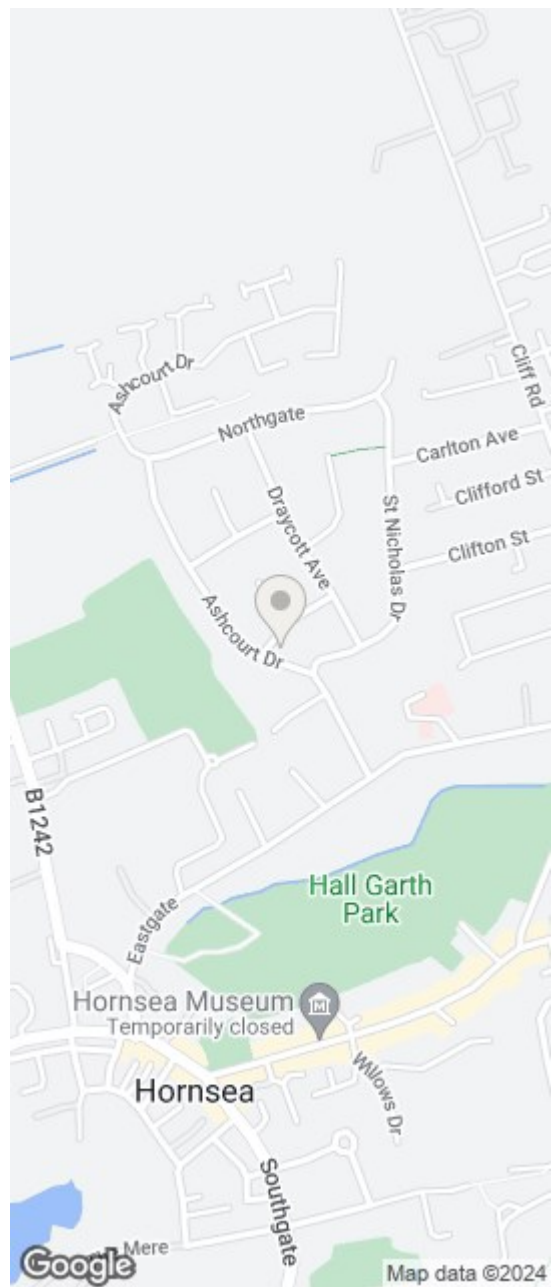 Ashcourt Dr
Cliff Rd
Northgate
Carlton Ave
Clifford St
Draycott Ave
St Nicholas Dr
Clifton St
Ashcourt Dr
B1242
Hall Garth
Park
Eastgate
Hornsea Museum
Temporarily closed
Willows Dr
Hornsea
Southgate
Mere
Google
Map data ©2024